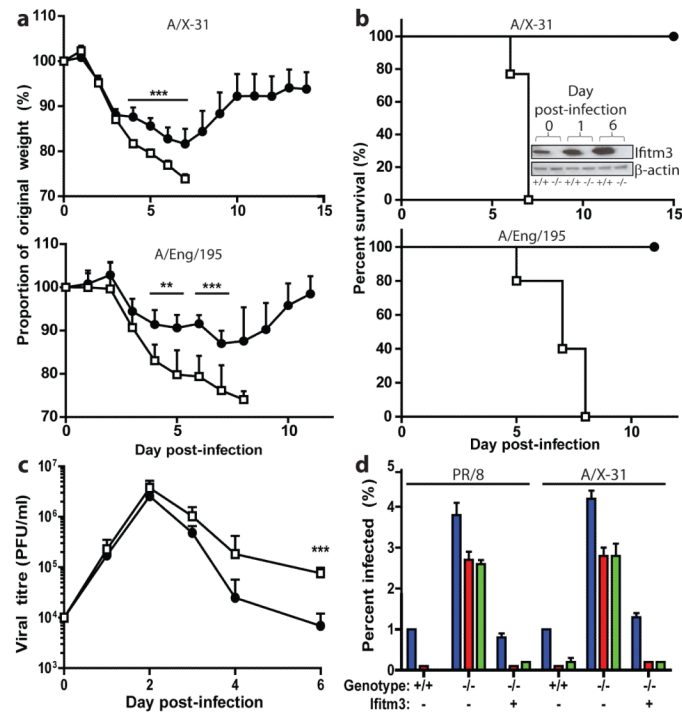 a
A/X-31
Proportion of original weight (%)
110
100
90
80
70
***
0 5 10 15
A/Eng/195
110
100
90
80
70
** ***
0 5 10
Day post-infection
b
A/X-31
Percent survival (%)
100
80
60
40
20
0
Day
post-infection
0 1 6
Ifitm3
β-actin
+/+ -/- +/+ -/- +/+ -/-
0 5 10 15
A/Eng/195
100
80
60
40
20
0
0 5 10
Day post-infection
c
Viral titre (PFU/ml)
10⁷
10⁶
10⁵
10⁴
10³
***
0 2 4 6
Day post-infection
d
PR/8 A/X-31
Percent infected (%)
5
4
3
2
1
0
Genotype: +/+ -/- -/- +/+ -/- -/-
Ifitm3: - - + - - +